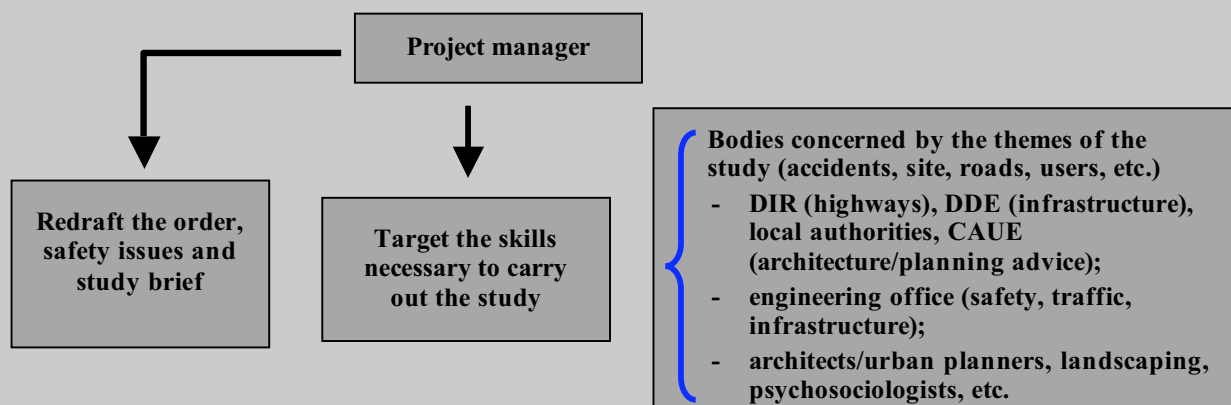 Project manager
Redraft the order,
safety issues and
study brief
Target the skills
necessary to carry
out the study
Bodies concerned by the themes of the
study (accidents, site, roads, users, etc.)
- DIR (highways), DDE (infrastructure),
local authorities, CAUE
(architecture/planning advice);
- engineering office (safety, traffic,
infrastructure);
- architects/urban planners, landscaping,
psychosociologists, etc.